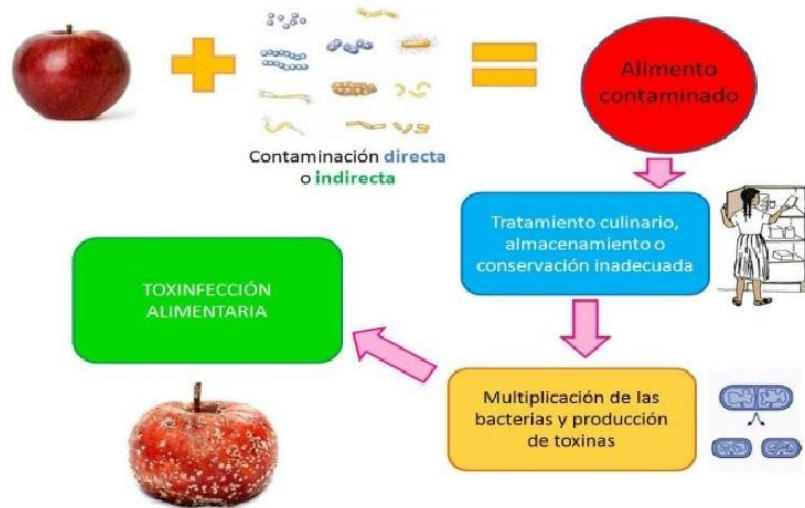 Contaminación directa
o indirecta
Alimento
contaminado
Tratamiento culinario,
almacenamiento o
conservación inadecuada
Multiplicación de las
bacterias y producción
de toxinas
TOXINFECCIÓN
ALIMENTARIA